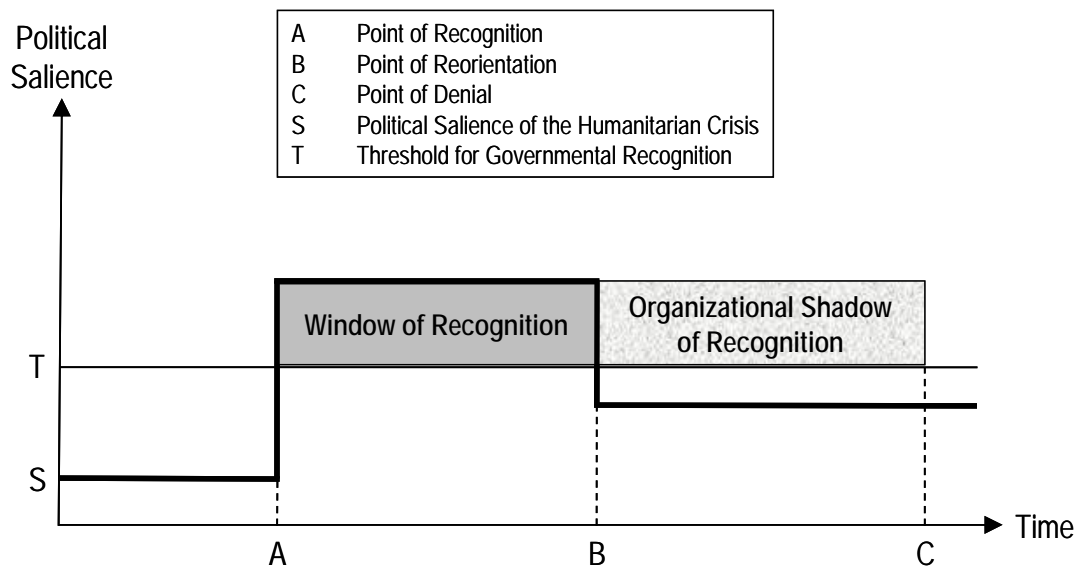 Political
Salience
A Point of Recognition
B Point of Reorientation
C Point of Denial
S Political Salience of the Humanitarian Crisis
T Threshold for Governmental Recognition
Window of Recognition
Organizational Shadow
of Recognition
T
S
Time
A
B
C